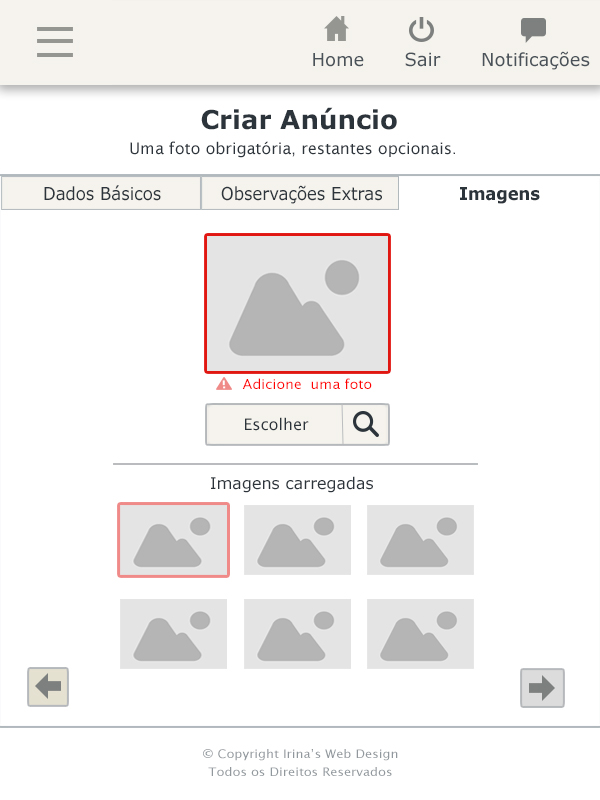 Home Sair Notificações
Criar Anúncio
Uma foto obrigatória, restantes opcionais.
Dados Básicos Observações Extras Imagens
Adicione uma foto
Escolher
Imagens carregadas
© Copyright Irina's Web Design
Todos os Direitos Reservados